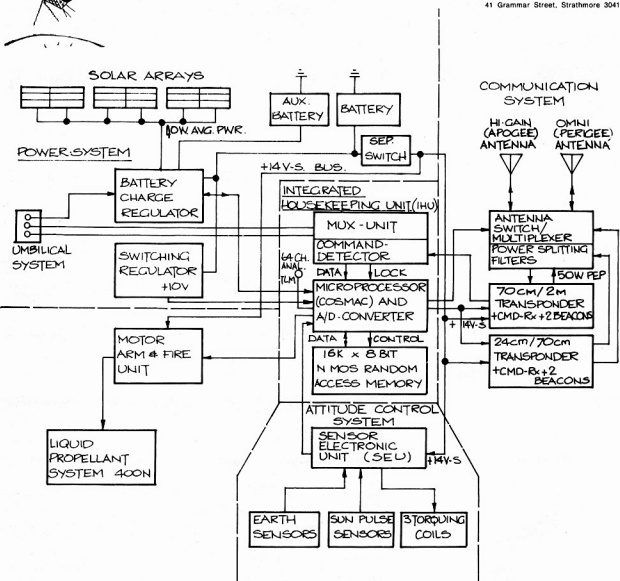 41 Grammar Street, Strathmore 3041
SOLAR ARRAYS
AUX.
BATTERY
BATTERY
COMMUNICATION
SYSTEM
HI-GAIN
(APOGEE)
ANTENNA
OMNI
(PERIGEE)
ANTENNA
AVG. PWR.
SEP.
SWITCH
POWER SYSTEM
+14V-S. BUS.
BATTERY
CHARGE
REGULATOR
INTEGRATED
HOUSEKEEPING UNIT (IHU)
MUX-UNIT
COMMAND-
DETECTOR
ANTENNA
SWITCH/
MULTIPLEXER
POWER SPLITTING
FILTERS
UMBILICAL
SYSTEM
SWITCHING
REGULATOR
+10V
64 CH.
ANAL.
TLM
DATA
LOCK
50W PEP
MICROPROCESSOR
(COSMAC) AND
A/D-CONVERTER
70cm/2m
TRANSPONDER
+CMD-Rx+2BEACONS
+14V-S
MOTOR
ARM & FIRE
UNIT
DATA
CONTROL
16K x 8 BIT
N MOS RANDOM
ACCESS MEMORY
24cm/70cm
TRANSPONDER
+CMD-Rx+2
BEACONS
ATTITUDE CONTROL
SYSTEM
SENSOR
ELECTRONIC
UNIT (SEU)
+14V-S
LIQUID
PROPELLANT
SYSTEM 400N
EARTH
SENSORS
SUN PULSE
SENSORS
3 TORQUING
COILS